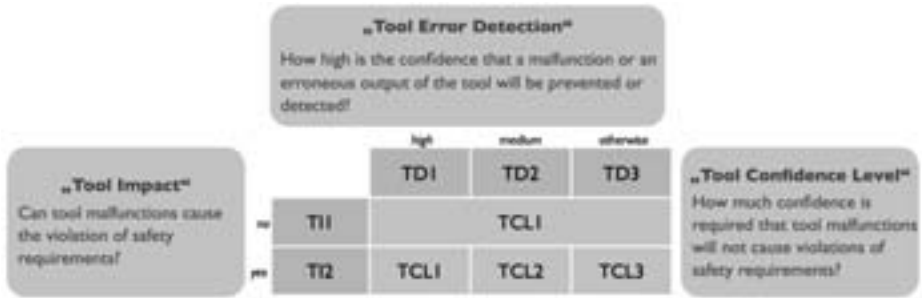 „Tool Error Detection“
How high is the confidence that a malfunction or an
erroneous output of the tool will be prevented or
detected?
high medium otherwise
TD1 TD2 TD3
„Tool Impact“
Can tool malfunctions cause
the violation of safety
requirements?
no TI1 TCL1
yes TI2 TCL1 TCL2 TCL3
„Tool Confidence Level“
How much confidence is
required that tool malfunctions
will not cause violations of
safety requirements?